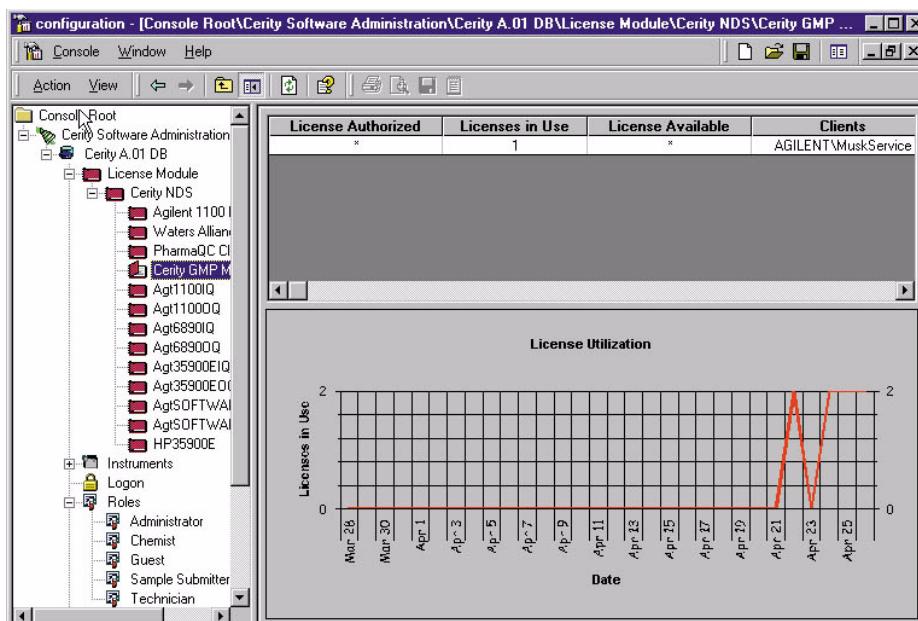 configuration - [Console Root\Cerity Software Administration\Cerity A.01 DB\License Module\Cerity NDS\Cerity GMP ...
Console Window Help
Action View
Console Root
Cerity Software Administration
Cerity A.01 DB
License Module
Cerity NDS
Agilent 1100
Waters Allian
PharmaQC Cl
Cerity GMP M
Agt1100IQ
Agt1100OQ
Agt6890IQ
Agt6890OQ
Agt35900EIQ
Agt35900EOQ
AgtSOFTWAR
AgtSOFTWAR
HP35900E
Instruments
Logon
Roles
Administrator
Chemist
Guest
Sample Submitter
Technician
License Authorized Licenses in Use License Available Clients
* 1 * AGILENT\MuskService
License Utilization
Licenses in Use
2 2
0 0
Mar 28 Mar 30 Apr 1 Apr 3 Apr 5 Apr 7 Apr 9 Apr 11 Apr 13 Apr 15 Apr 17 Apr 19 Apr 21 Apr 23 Apr 25
Date